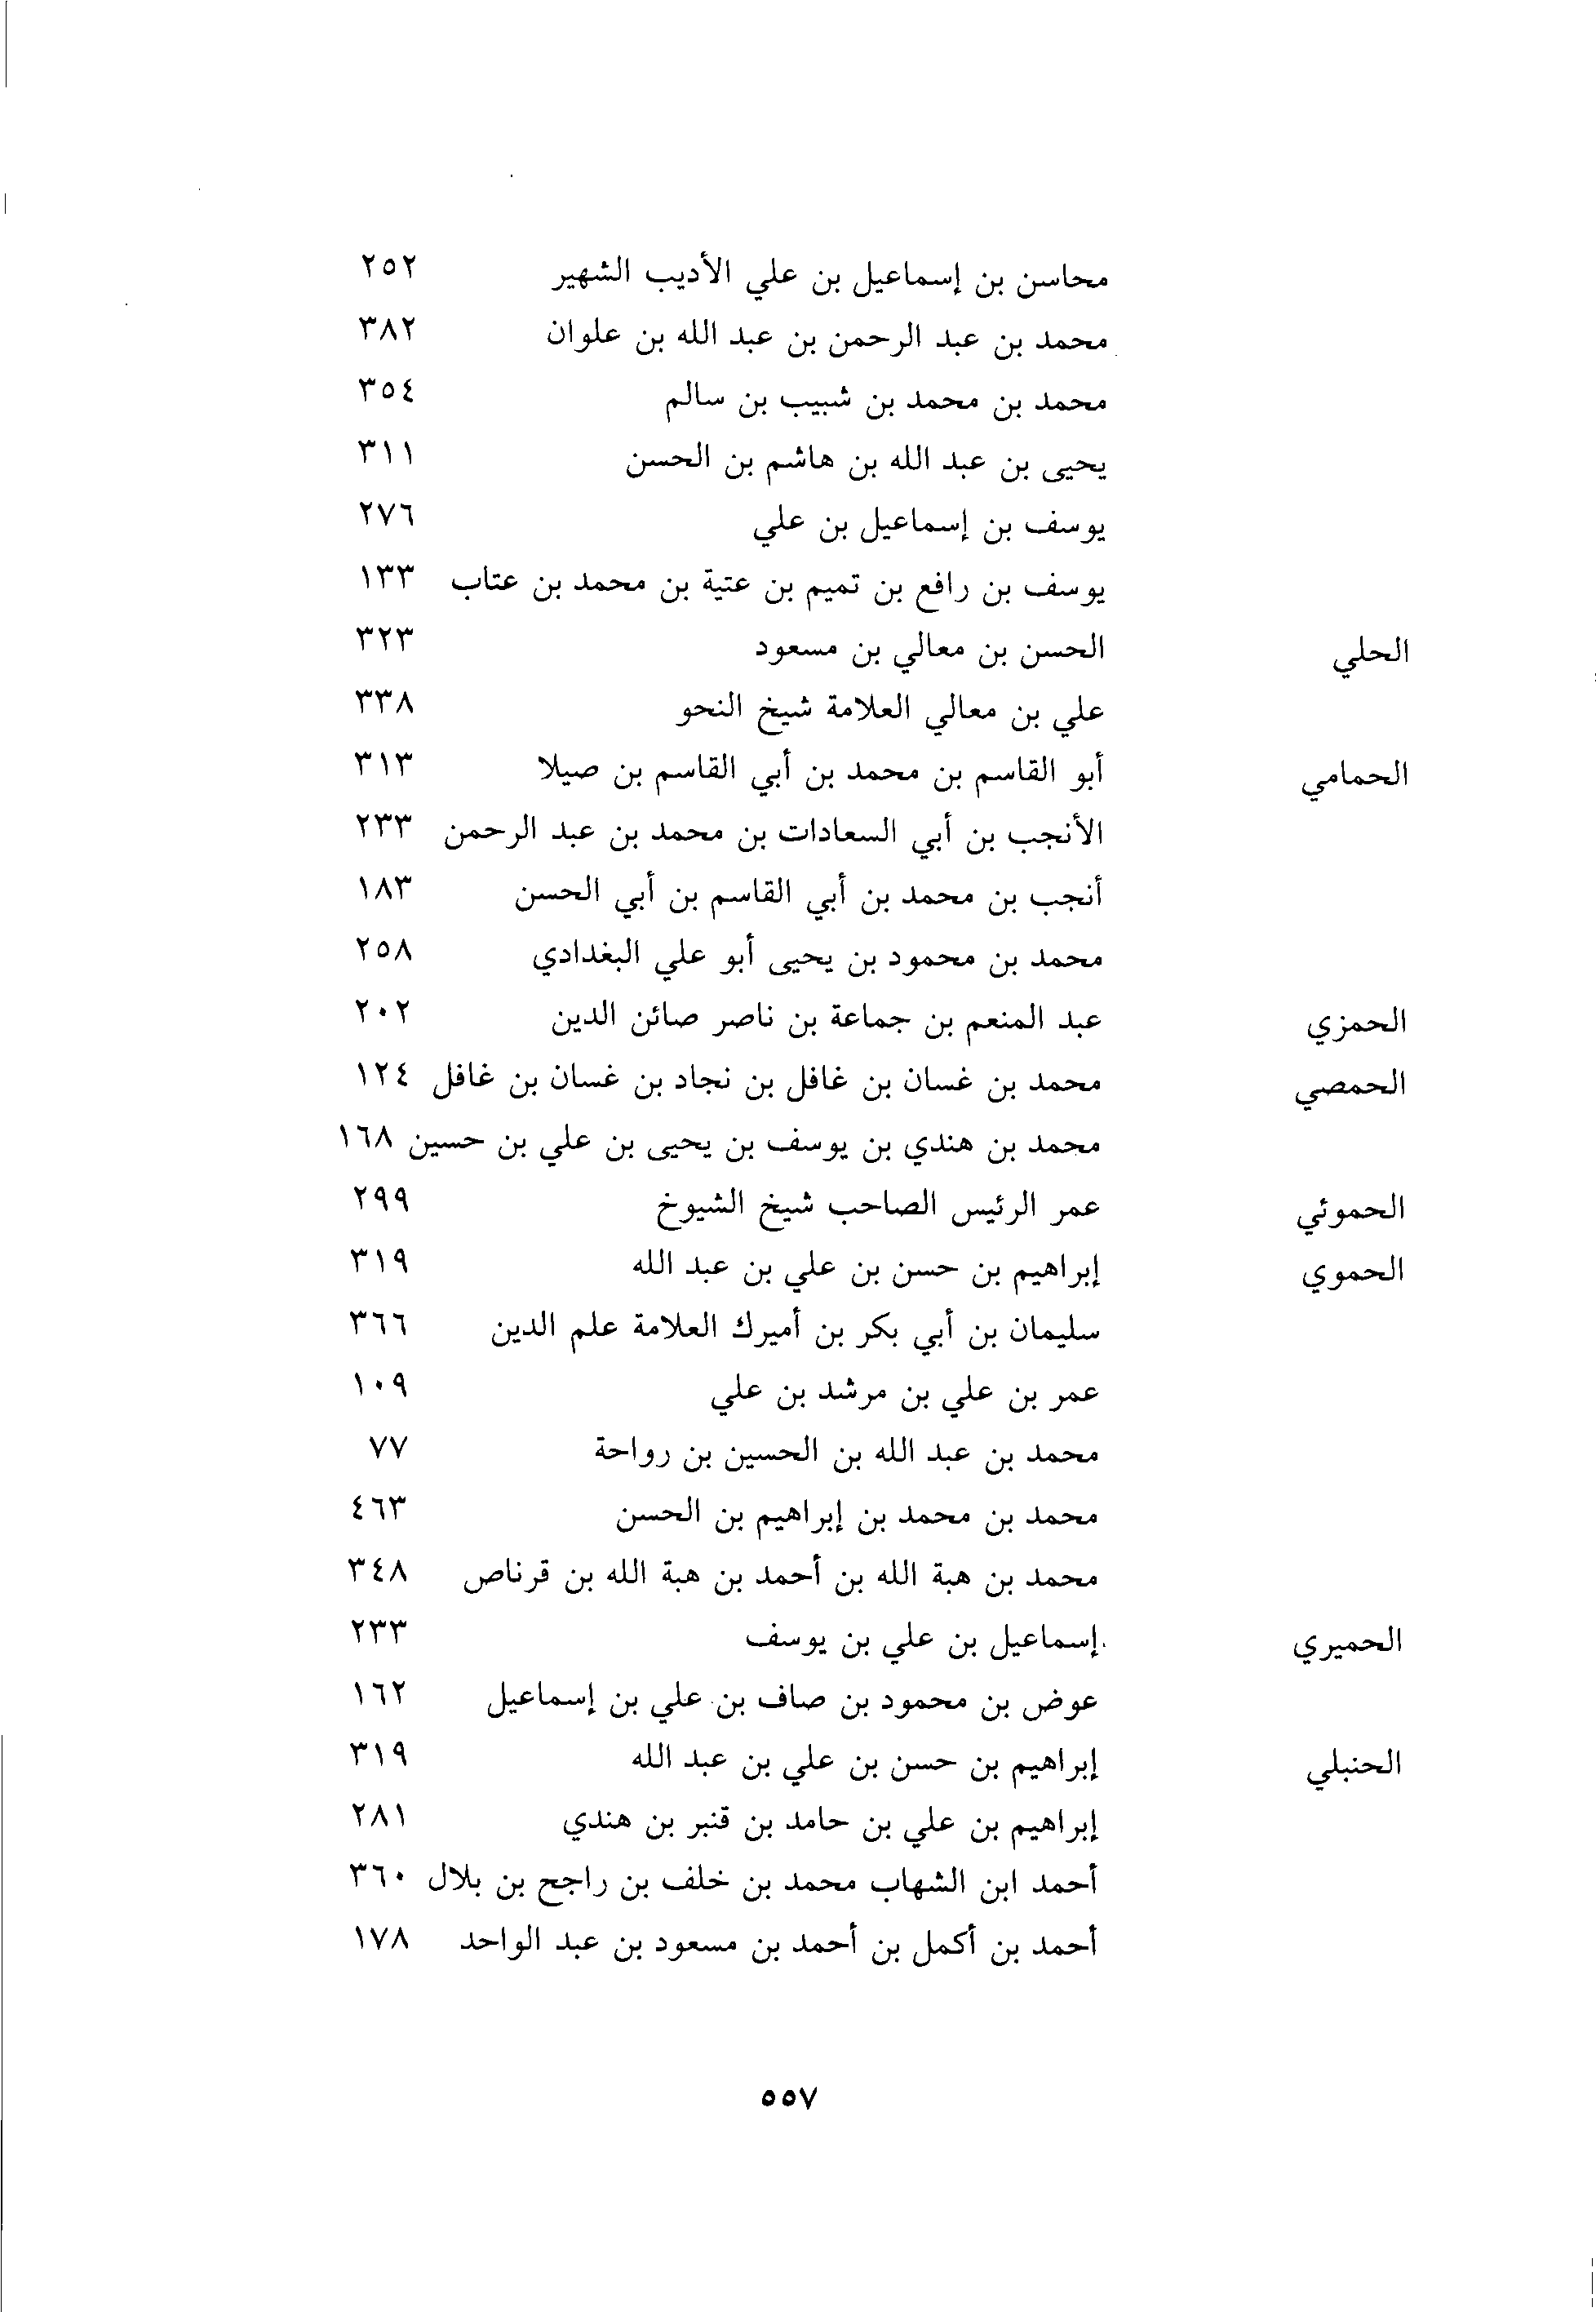 محاسن بن إسماعيل بن علي الأديب الشهير ٢٥٢
محمد بن عبد الرحمن بن عبد الله بن علوان ٣٨٢
محمد بن محمد بن شبيب بن سالم ٣٥٤
يحيى بن عبد الله بن هاشم بن الحسن ٣١١
يوسف بن إسماعيل بن علي ٢٧٦
يوسف بن رافع بن تميم بن عتية بن محمد بن عتاب ١٣٣
الحلي الحسن بن معالي بن مسعود ٣٢٣
علي بن معالي العلامة شيخ النحو ٣٣٨
الحمامي أبو القاسم بن محمد بن أبي القاسم بن صيلا ٣١٣
الأنجب بن أبي السعادات بن محمد بن عبد الرحمن ٢٣٣
أنجب بن محمد بن أبي القاسم بن أبي الحسن ١٨٣
محمد بن محمود بن يحيى أبو علي البغدادي ٢٥٨
الحمزي عبد المنعم بن جماعة بن ناصر صائن الدين ٢٠٢
الحمصي محمد بن غسان بن غافل بن نجاد بن غسان بن غافل ١٢٤
محمد بن هندي بن يوسف بن يحيى بن علي بن حسين ١٦٨
الحموئي عمر الرئيس الصاحب شيخ الشيوخ ٢٩٩
الحموي إبراهيم بن حسن بن علي بن عبد الله ٣١٩
سليمان بن أبي بكر بن أميرك العلامة علم الدين ٣٦٦
عمر بن علي بن مرشد بن علي ١٠٩
محمد بن عبد الله بن الحسين بن رواحة ٧٧
محمد بن محمد بن إبراهيم بن الحسن ٤٦٣
محمد بن هبة الله بن أحمد بن هبة الله بن قرناص ٣٤٨
الحميري إسماعيل بن علي بن يوسف ٢٣٣
عوض بن محمود بن صاف بن علي بن إسماعيل ١٦٢
الحنبلي إبراهيم بن حسن بن علي بن عبد الله ٣١٩
إبراهيم بن علي بن حامد بن قنبر بن هندي ٢٨١
أحمد ابن الشهاب محمد بن خلف بن راجح بن بلال ٣٦٠
أحمد بن أكمل بن أحمد بن مسعود بن عبد الواحد ١٧٨
٥٥٧